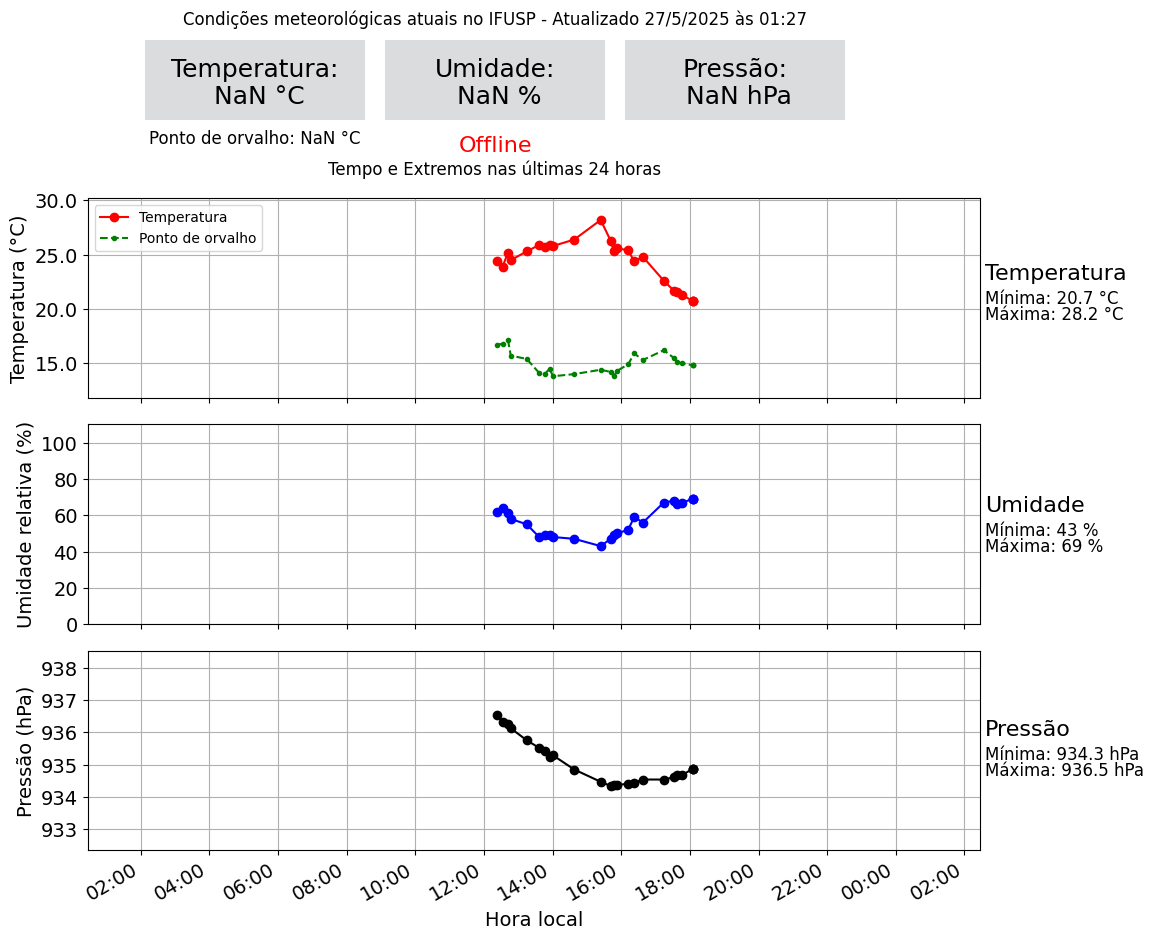 Condições meteorológicas atuais no IFUSP - Atualizado 27/5/2025 às 01:27
Temperatura:
NaN °C
Umidade:
NaN %
Pressão:
NaN hPa
Ponto de orvalho: NaN °C
Offline
Tempo e Extremos nas últimas 24 horas
Temperatura (°C)
30.0
25.0
20.0
15.0
Temperatura
Ponto de orvalho
Temperatura
Mínima: 20.7 °C
Máxima: 28.2 °C
Umidade relativa (%)
100
80
60
40
20
0
Umidade
Mínima: 43 %
Máxima: 69 %
Pressão (hPa)
938
937
936
935
934
933
Pressão
Mínima: 934.3 hPa
Máxima: 936.5 hPa
02:00
04:00
06:00
08:00
10:00
12:00
14:00
16:00
18:00
20:00
22:00
00:00
02:00
Hora local